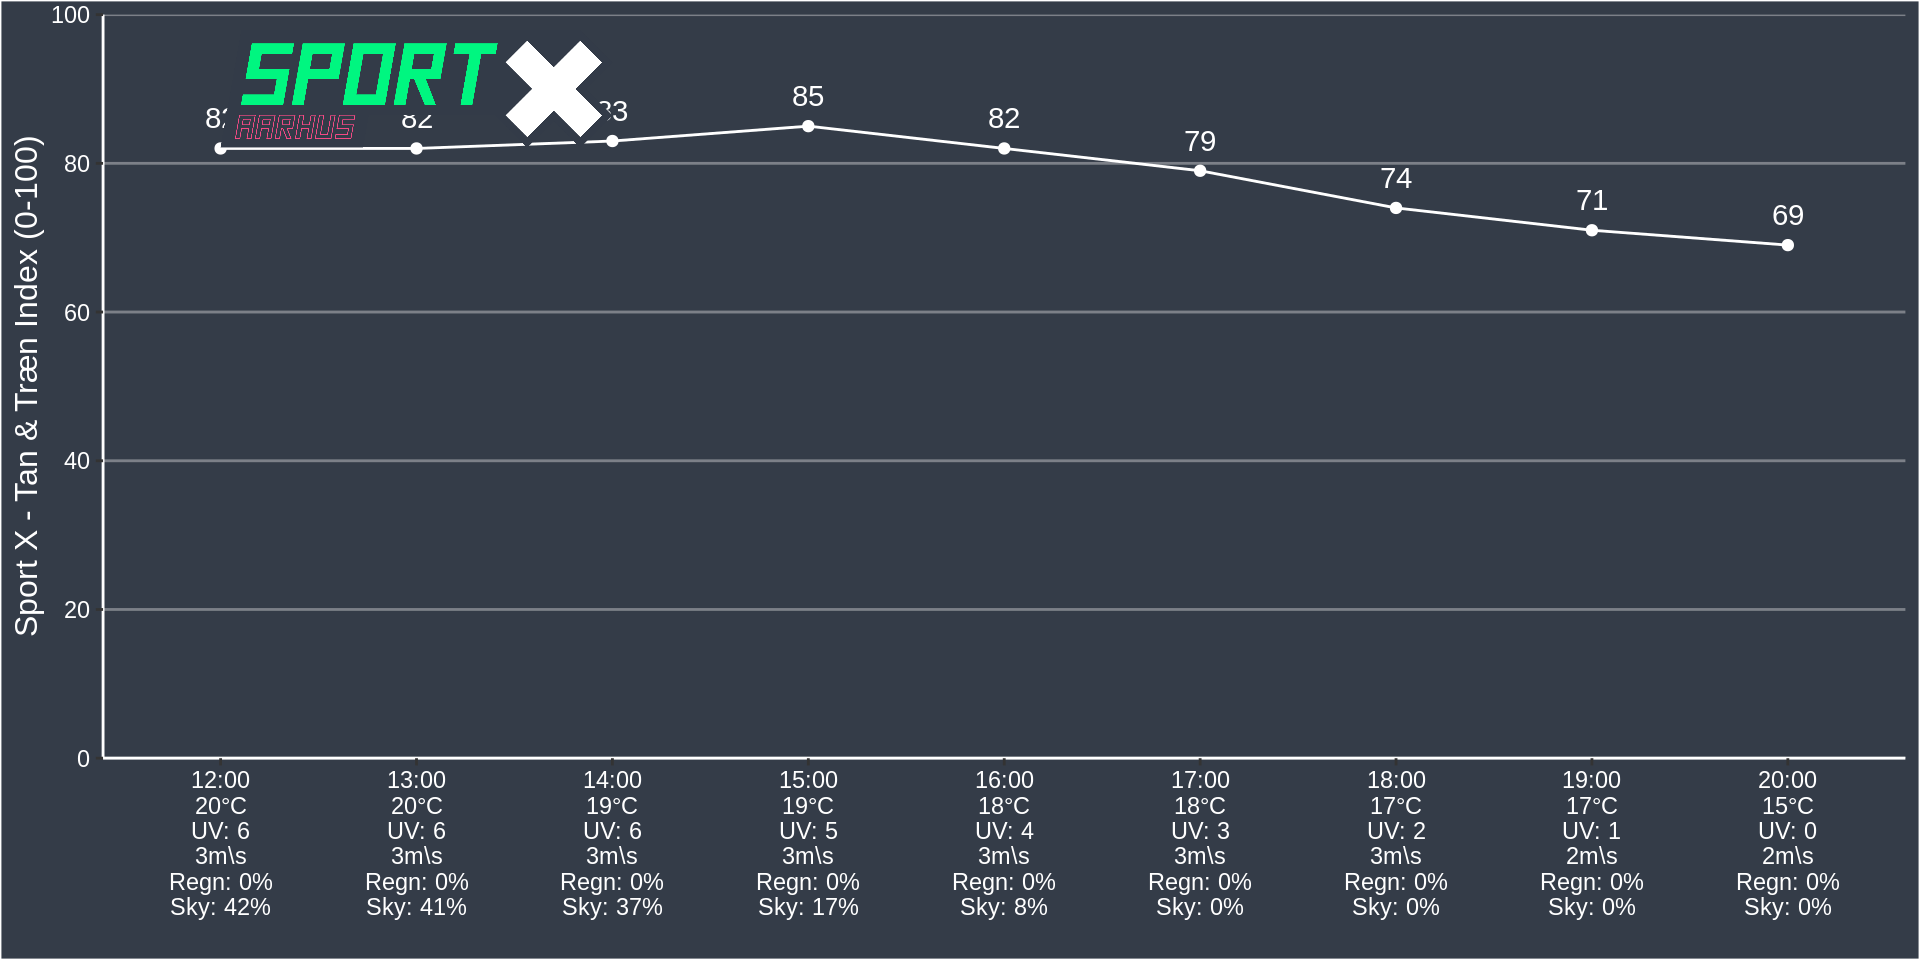 100
SPORT X
AARHUS
82 83 85 82 79 74 71 69
80
60
40
20
0
Sport X - Tan & Træn Index (0-100)
12:00 13:00 14:00 15:00 16:00 17:00 18:00 19:00 20:00
20°C 20°C 19°C 19°C 18°C 18°C 17°C 17°C 15°C
UV: 6 UV: 6 UV: 6 UV: 5 UV: 4 UV: 3 UV: 2 UV: 1 UV: 0
3m\s 3m\s 3m\s 3m\s 3m\s 3m\s 3m\s 2m\s 2m\s
Regn: 0% Regn: 0% Regn: 0% Regn: 0% Regn: 0% Regn: 0% Regn: 0% Regn: 0% Regn: 0%
Sky: 42% Sky: 41% Sky: 37% Sky: 17% Sky: 8% Sky: 0% Sky: 0% Sky: 0% Sky: 0%